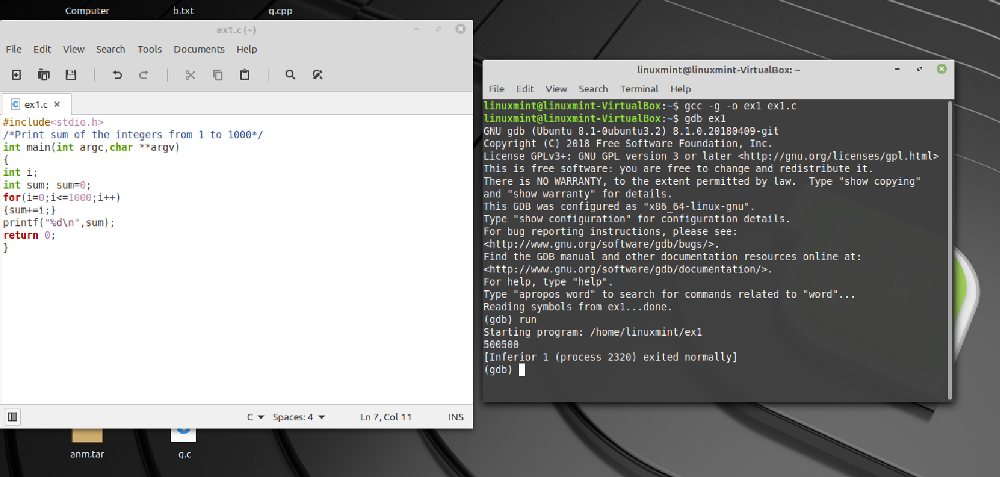 Computer
b.txt
q.cpp
ex1.c (~)
File Edit View Search Tools Documents Help
ex1.c
#include<stdio.h>
/*Print sum of the integers from 1 to 1000*/
int main(int argc,char **argv)
{
int i;
int sum; sum=0;
for(i=0;i<=1000;i++)
{sum+=i;}
printf("%d\n",sum);
return 0;
}
C Spaces: 4 Ln 7, Col 11 INS
anm.tar
q.c
linuxmint@linuxmint-VirtualBox: ~
File Edit View Search Terminal Help
linuxmint@linuxmint-VirtualBox:~$ gcc -g -o ex1 ex1.c
linuxmint@linuxmint-VirtualBox:~$ gdb ex1
GNU gdb (Ubuntu 8.1-0ubuntu3.2) 8.1.0.20180409-git
Copyright (C) 2018 Free Software Foundation, Inc.
License GPLv3+: GNU GPL version 3 or later <http://gnu.org/licenses/gpl.html>
This is free software: you are free to change and redistribute it.
There is NO WARRANTY, to the extent permitted by law.  Type "show copying"
and "show warranty" for details.
This GDB was configured as "x86_64-linux-gnu".
Type "show configuration" for configuration details.
For bug reporting instructions, please see:
<http://www.gnu.org/software/gdb/bugs/>.
Find the GDB manual and other documentation resources online at:
<http://www.gnu.org/software/gdb/documentation/>.
For help, type "help".
Type "apropos word" to search for commands related to "word"...
Reading symbols from ex1...done.
(gdb) run
Starting program: /home/linuxmint/ex1
500500
[Inferior 1 (process 2320) exited normally]
(gdb)